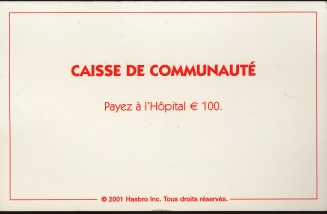 CAISSE DE COMMUNAUTÉ
Payez à l'Hôpital € 100.
© 2001 Hasbro Inc. Tous droits réservés.